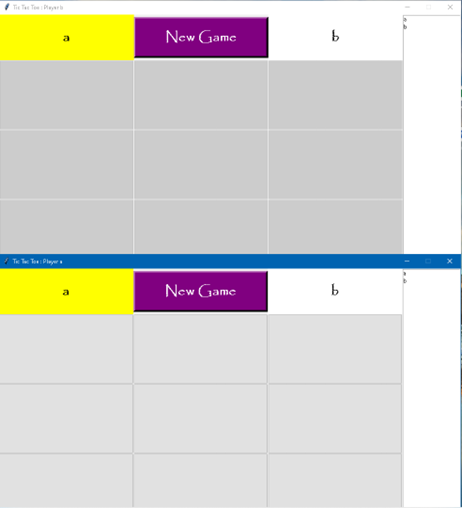 Tic Tac Toe : Player b
a New Game b
a
b
Tic Tac Toe : Player a
a New Game b
a
b